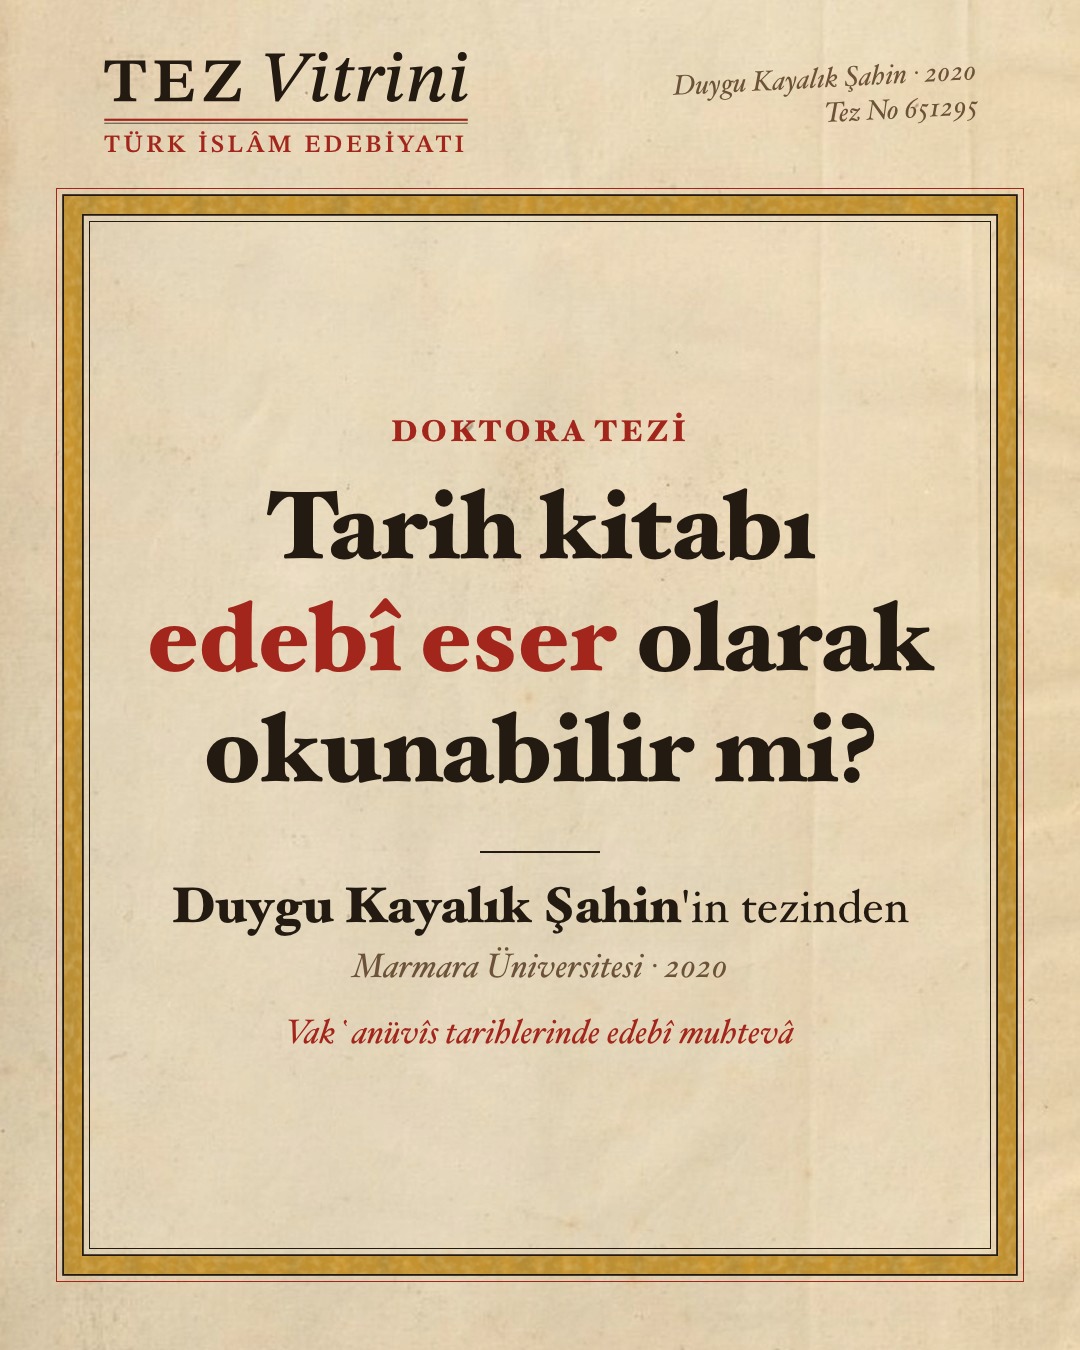 TEZ Vitrini
TÜRK İSLÂM EDEBİYATI
Duygu Kayalık Şahin · 2020
Tez No 651295
DOKTORA TEZİ
Tarih kitabı
edebî eser olarak
okunabilir mi?
Duygu Kayalık Şahin'in tezinden
Marmara Üniversitesi · 2020
Vakʽanüvîs tarihlerinde edebî muhtevâ